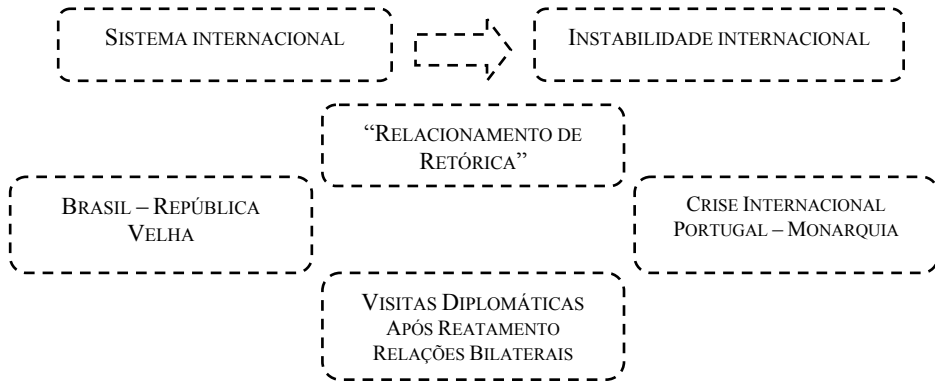 SISTEMA INTERNACIONAL
INSTABILIDADE INTERNACIONAL
“RELACIONAMENTO DE
RETÓRICA”
BRASIL – REPÚBLICA
VELHA
CRISE INTERNACIONAL
PORTUGAL – MONARQUIA
VISITAS DIPLOMÁTICAS
APÓS REATAMENTO
RELAÇÕES BILATERAIS